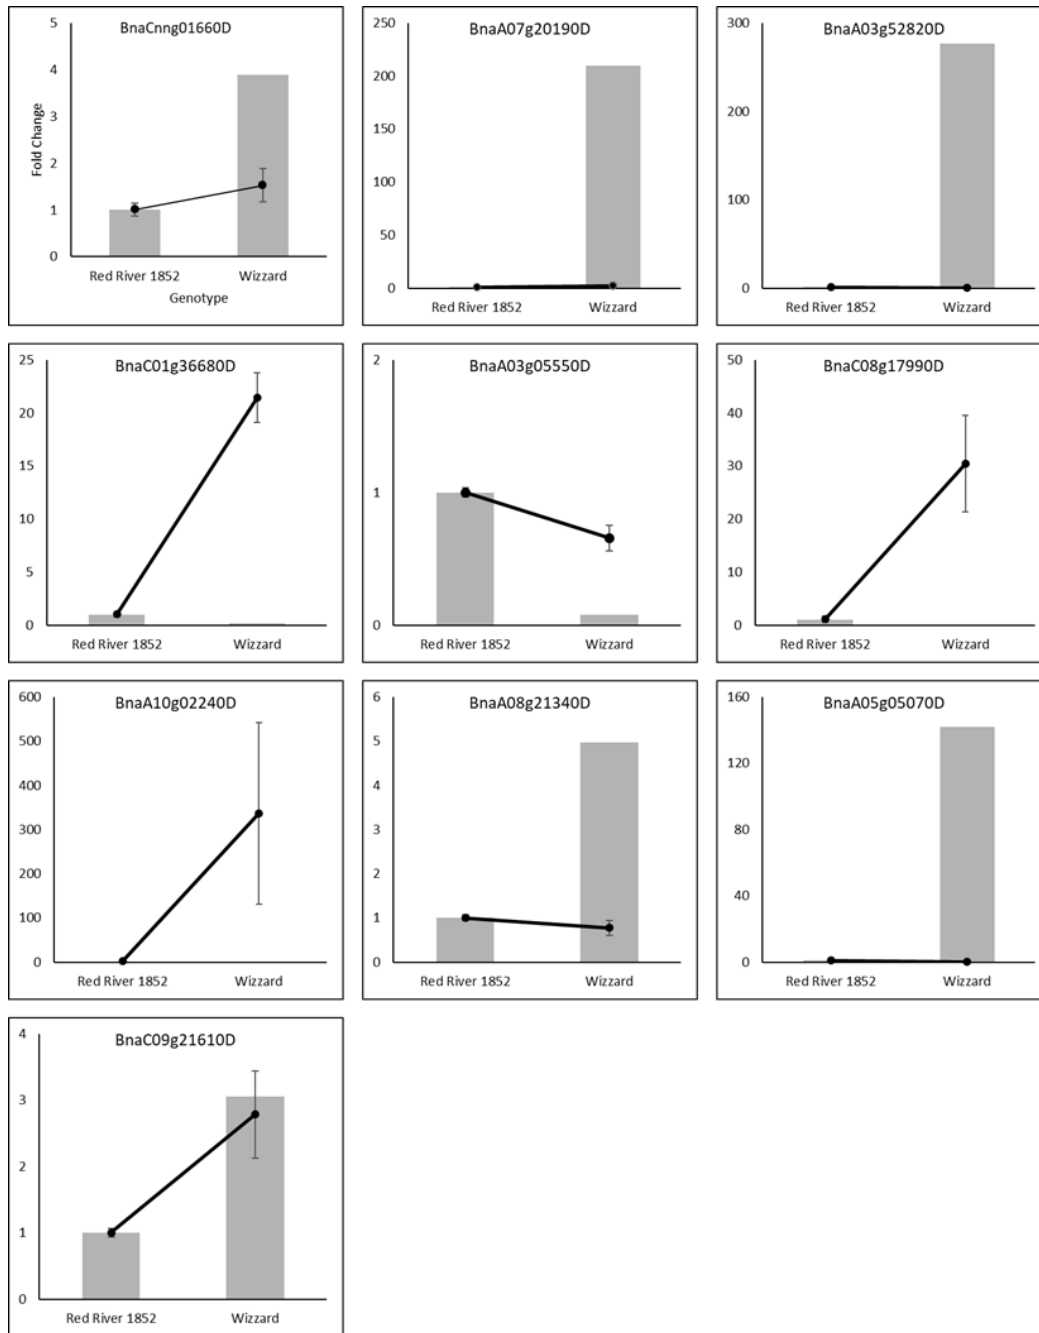 BnaCnng01660D
5
4
3
2
1
0
Fold Change
Red River 1852 Wizzard
Genotype
BnaA07g20190D
250
200
150
100
50
0
Red River 1852 Wizzard
BnaA03g52820D
300
200
100
0
Red River 1852 Wizzard
BnaC01g36680D
25
20
15
10
5
0
Red River 1852 Wizzard
BnaA03g05550D
2
1
0
Red River 1852 Wizzard
BnaC08g17990D
50
40
30
20
10
0
Red River 1852 Wizzard
BnaA10g02240D
600
500
400
300
200
100
0
Red River 1852 Wizzard
BnaA08g21340D
6
5
4
3
2
1
0
Red River 1852 Wizzard
BnaA05g05070D
160
120
80
40
0
Red River 1852 Wizzard
BnaC09g21610D
4
3
2
1
0
Red River 1852 Wizzard